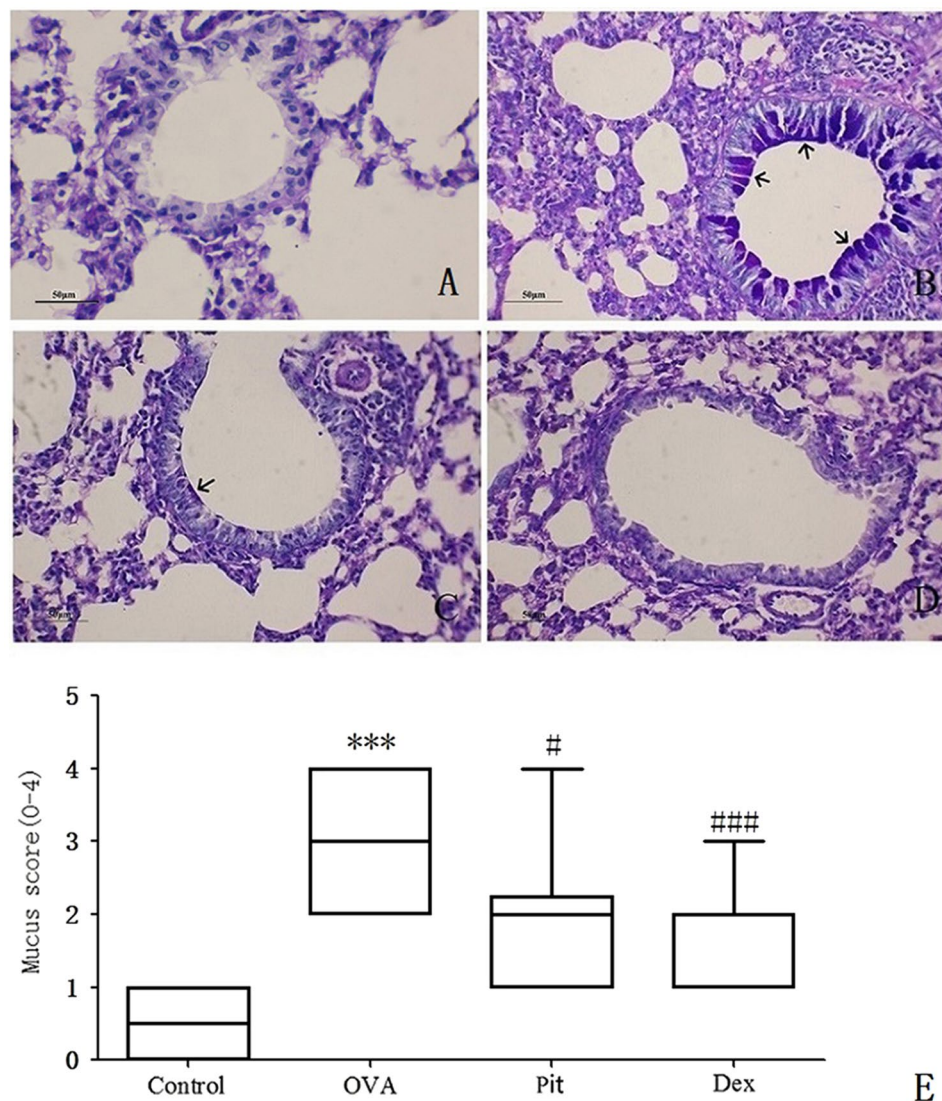 50μm
A
50μm
B
50μm
C
50μm
D
Mucus score(0-4)
5
4
3
2
1
0
***
#
###
Control OVA Pit Dex
E